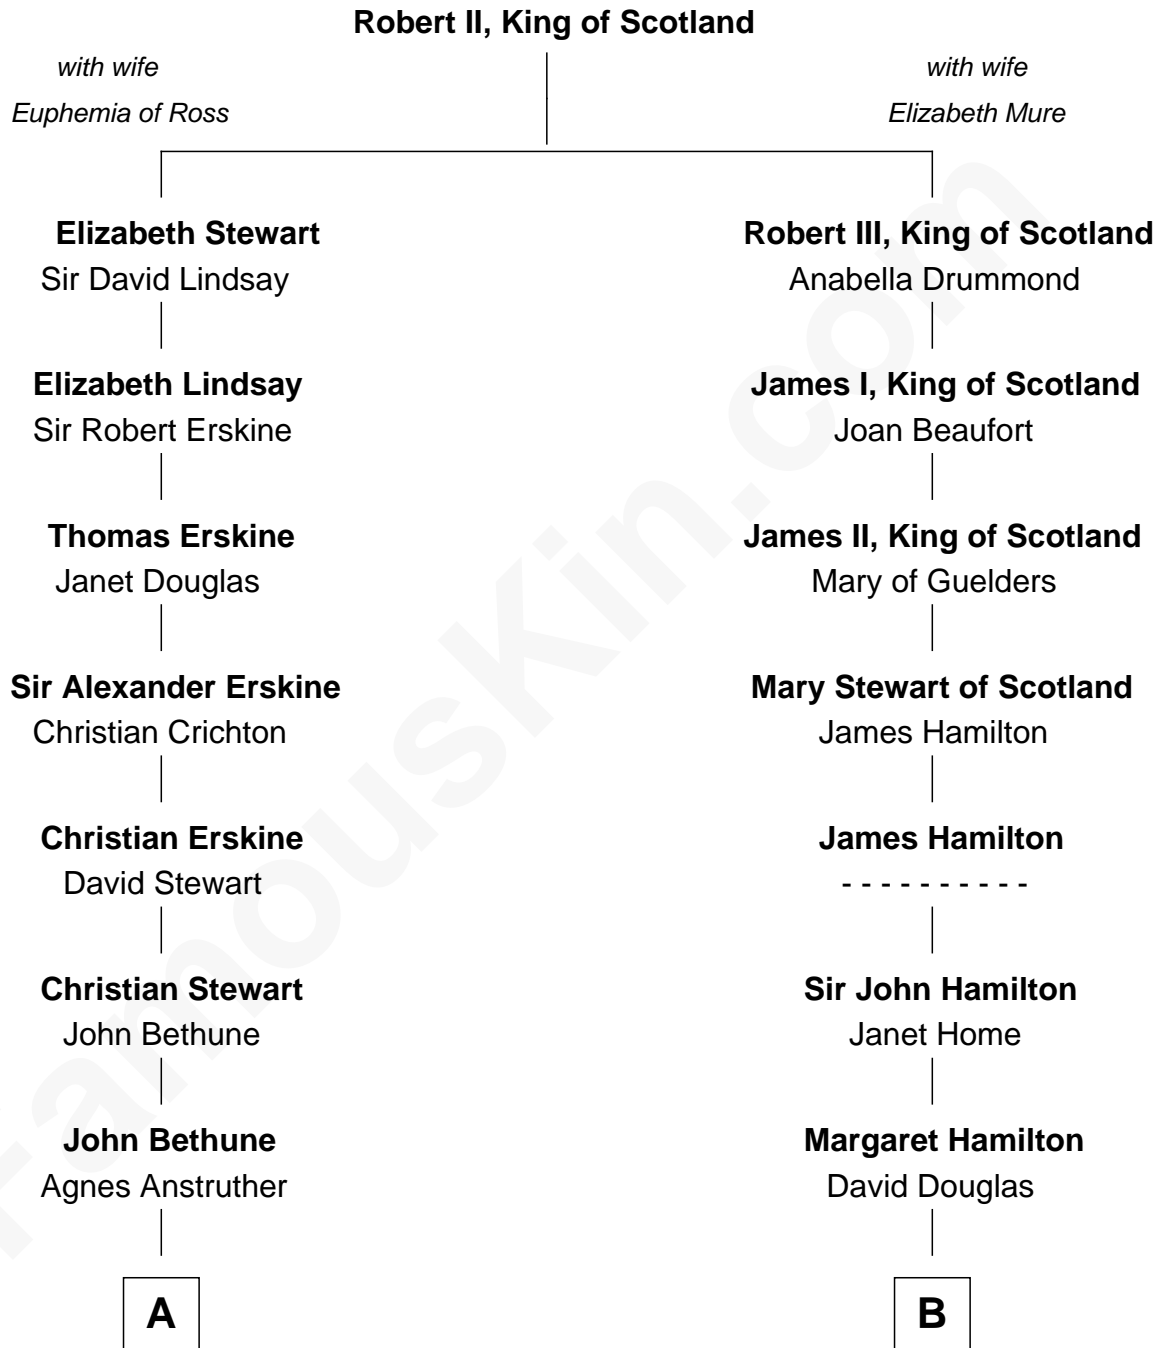 Robert II, King of Scotland
with wife
Euphemia of Ross
with wife
Elizabeth Mure
Elizabeth Stewart
Sir David Lindsay
Robert III, King of Scotland
Anabella Drummond
Elizabeth Lindsay
Sir Robert Erskine
James I, King of Scotland
Joan Beaufort
Thomas Erskine
Janet Douglas
James II, King of Scotland
Mary of Guelders
Sir Alexander Erskine
Christian Crichton
Mary Stewart of Scotland
James Hamilton
Christian Erskine
David Stewart
James Hamilton
- - - - - - - - - -
Christian Stewart
John Bethune
Sir John Hamilton
Janet Home
John Bethune
Agnes Anstruther
Margaret Hamilton
David Douglas
A
B
FamousKin.com